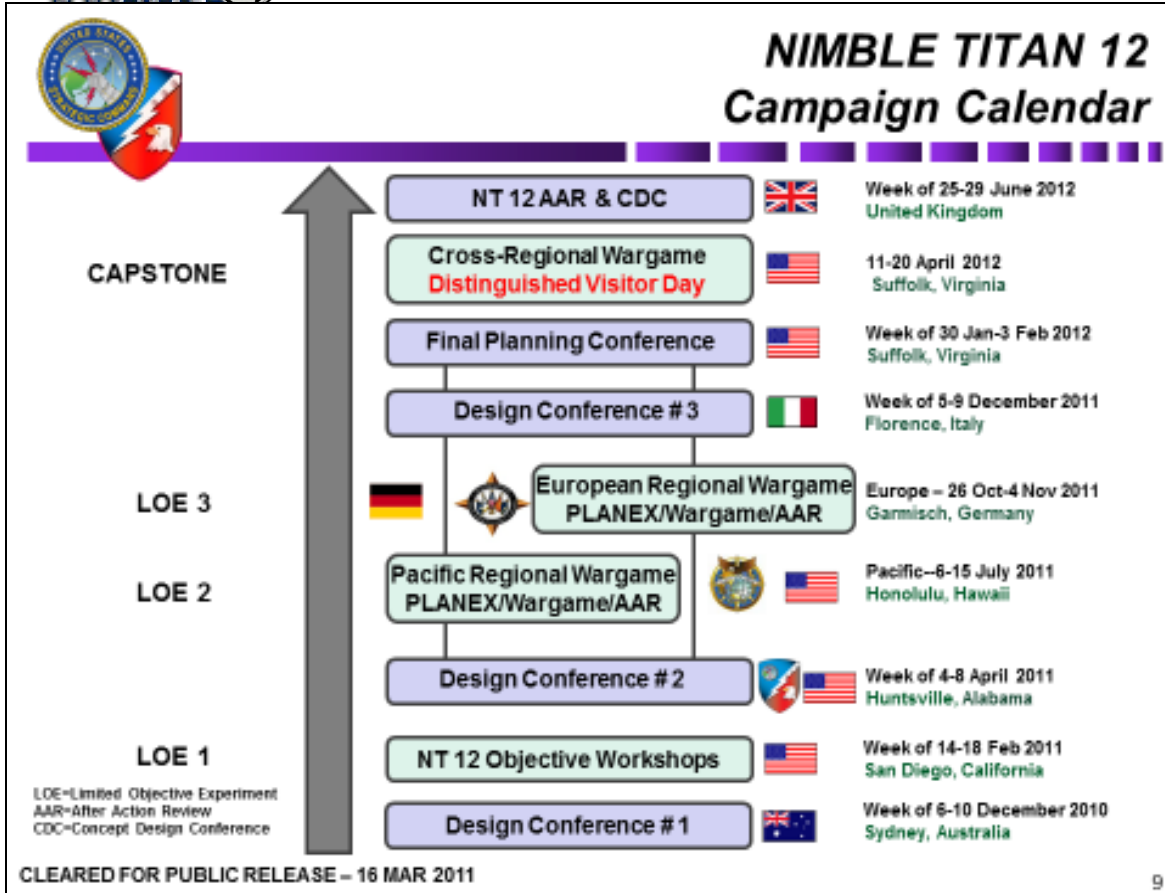 NIMBLE TITAN 12
Campaign Calendar
UNITED STATES
STRATEGIC COMMAND
NT 12 AAR & CDC
Week of 25-29 June 2012
United Kingdom
CAPSTONE
Cross-Regional Wargame
Distinguished Visitor Day
11-20 April 2012
Suffolk, Virginia
Final Planning Conference
Week of 30 Jan-3 Feb 2012
Suffolk, Virginia
Design Conference # 3
Week of 5-9 December 2011
Florence, Italy
LOE 3
European Regional Wargame
PLANEX/Wargame/AAR
Europe – 26 Oct-4 Nov 2011
Garmisch, Germany
LOE 2
Pacific Regional Wargame
PLANEX/Wargame/AAR
Pacific--6-15 July 2011
Honolulu, Hawaii
Design Conference # 2
Week of 4-8 April 2011
Huntsville, Alabama
LOE 1
NT 12 Objective Workshops
Week of 14-18 Feb 2011
San Diego, California
LOE=Limited Objective Experiment
AAR=After Action Review
CDC=Concept Design Conference
Design Conference # 1
Week of 6-10 December 2010
Sydney, Australia
CLEARED FOR PUBLIC RELEASE – 16 MAR 2011
9